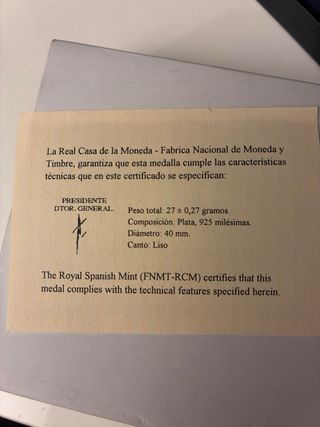 La Real Casa de la Moneda - Fabrica Nacional de Moneda y
Timbre, garantiza que esta medalla cumple las características
técnicas que en este certificado se especifican:
PRESIDENTE
DTOR. GENERAL.
Peso total: 27 ± 0,27 gramos.
Composición: Plata, 925 milésimas.
Diámetro: 40 mm.
Canto: Liso
The Royal Spanish Mint (FNMT-RCM) certifies that this
medal complies with the technical features specified herein.